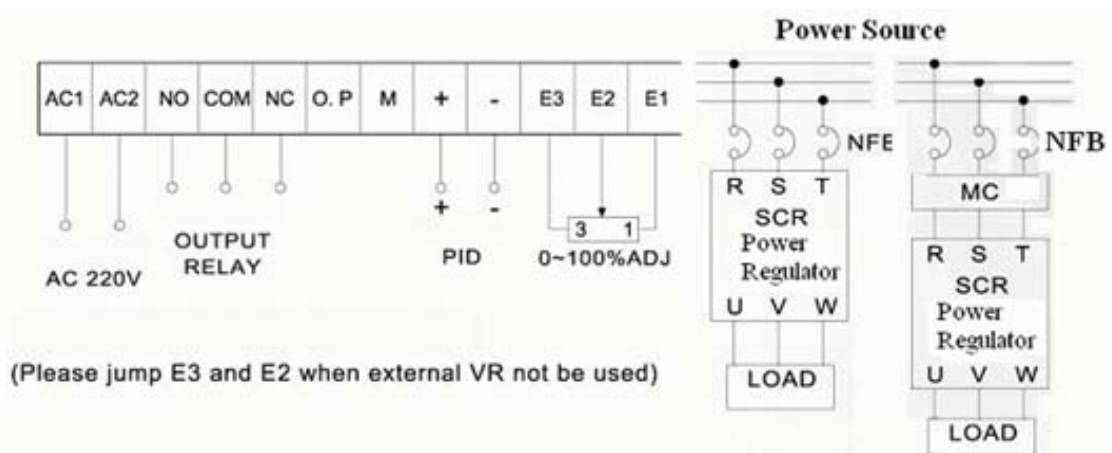 Power Source
AC1 AC2 NO COM NC O. P M + - E3 E2 E1
+ -
3 1
AC 220V
OUTPUT
RELAY
PID
0~100%ADJ
(Please jump E3 and E2 when external VR not be used)
NFE
R S T
SCR
Power
Regulator
U V W
LOAD
NFB
MC
R S T
SCR
Power
Regulator
U V W
LOAD